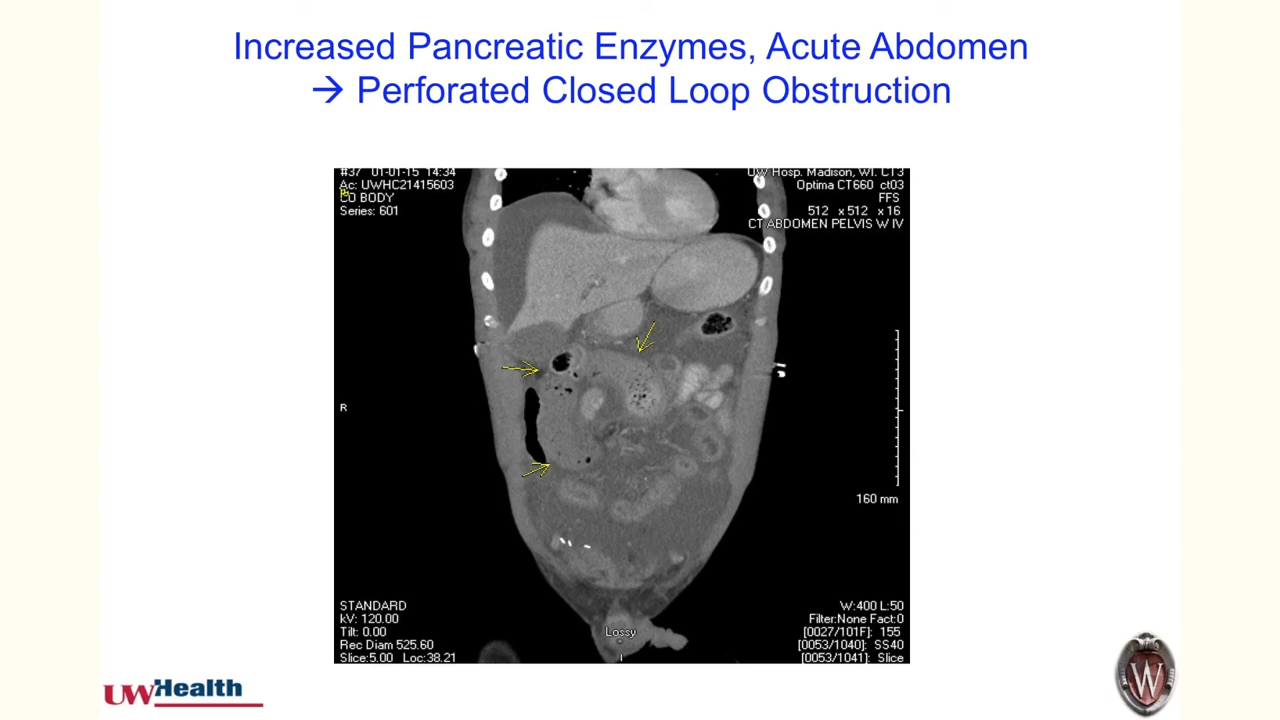 Increased Pancreatic Enzymes, Acute Abdomen
→ Perforated Closed Loop Obstruction
#37 01-01-15 14:34
Ac: UWHC21415603
CO BODY
Series: 601
UW Hosp. Madison, WI. CT3
Optima CT660 ct03
FFS
512 x 512 x 16
CT ABDOMEN PELVIS W IV
R
160 mm
STANDARD
kV: 120.00
Tilt: 0.00
Rec Diam 525.60
Slice:5.00 Loc:38.21
Lossy
W:400 L:50
Filter:None Fact:0
[0027/101F]: 155
[0053/1040]: SS40
[0053/1041]: Slice
UWHealth
W